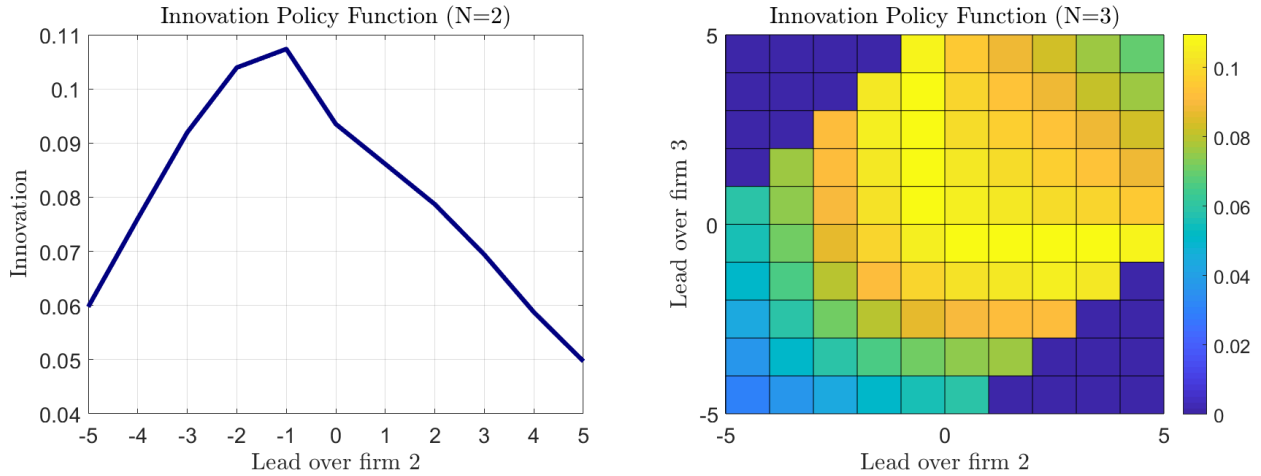 Innovation Policy Function (N=2)
0.11
0.1
0.09
0.08
0.07
0.06
0.05
0.04
Innovation
-5 -4 -3 -2 -1 0 1 2 3 4 5
Lead over firm 2
Innovation Policy Function (N=3)
5
0
-5
Lead over firm 3
-5 0 5
Lead over firm 2
0.1
0.08
0.06
0.04
0.02
0